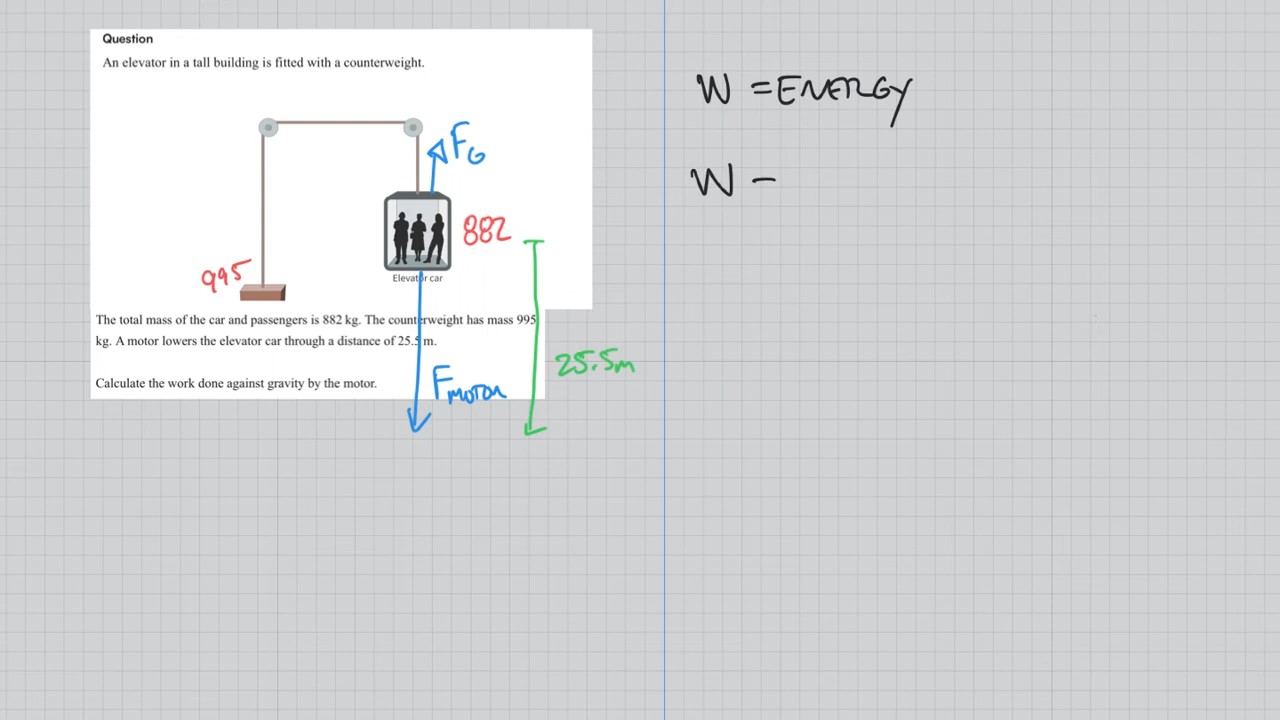 Question
An elevator in a tall building is fitted with a counterweight.
FG
882
995
Elevator car
The total mass of the car and passengers is 882 kg. The counterweight has mass 995
kg. A motor lowers the elevator car through a distance of 25.5 m.
25.5m
Calculate the work done against gravity by the motor.
FMOTOR
W = ENERGY
W -